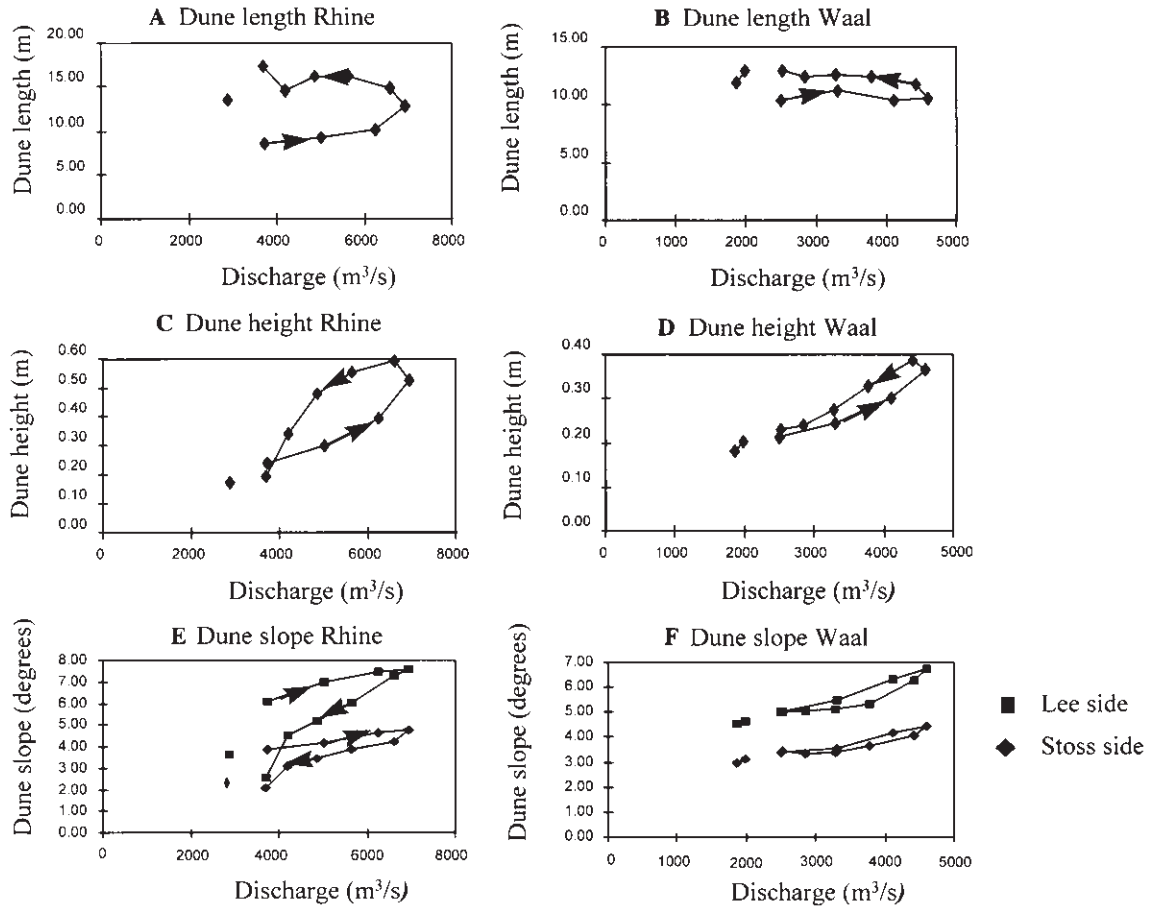 A Dune length Rhine
20.00
15.00
10.00
5.00
0.00
Dune length (m)
0 2000 4000 6000 8000
Discharge (m³/s)
B Dune length Waal
15.00
10.00
5.00
0.00
Dune length (m)
0 1000 2000 3000 4000 5000
Discharge (m³/s)
C Dune height Rhine
0.60
0.50
0.40
0.30
0.20
0.10
0.00
Dune height (m)
0 2000 4000 6000 8000
Discharge (m³/s)
D Dune height Waal
0.40
0.30
0.20
0.10
0.00
Dune height (m)
0 1000 2000 3000 4000 5000
Discharge (m³/s)
E Dune slope Rhine
8.00
7.00
6.00
5.00
4.00
3.00
2.00
1.00
0.00
Dune slope (degrees)
0 2000 4000 6000 8000
Discharge (m³/s)
F Dune slope Waal
7.00
6.00
5.00
4.00
3.00
2.00
1.00
0.00
Dune slope (degrees)
0 1000 2000 3000 4000 5000
Discharge (m³/s)
Lee side
Stoss side